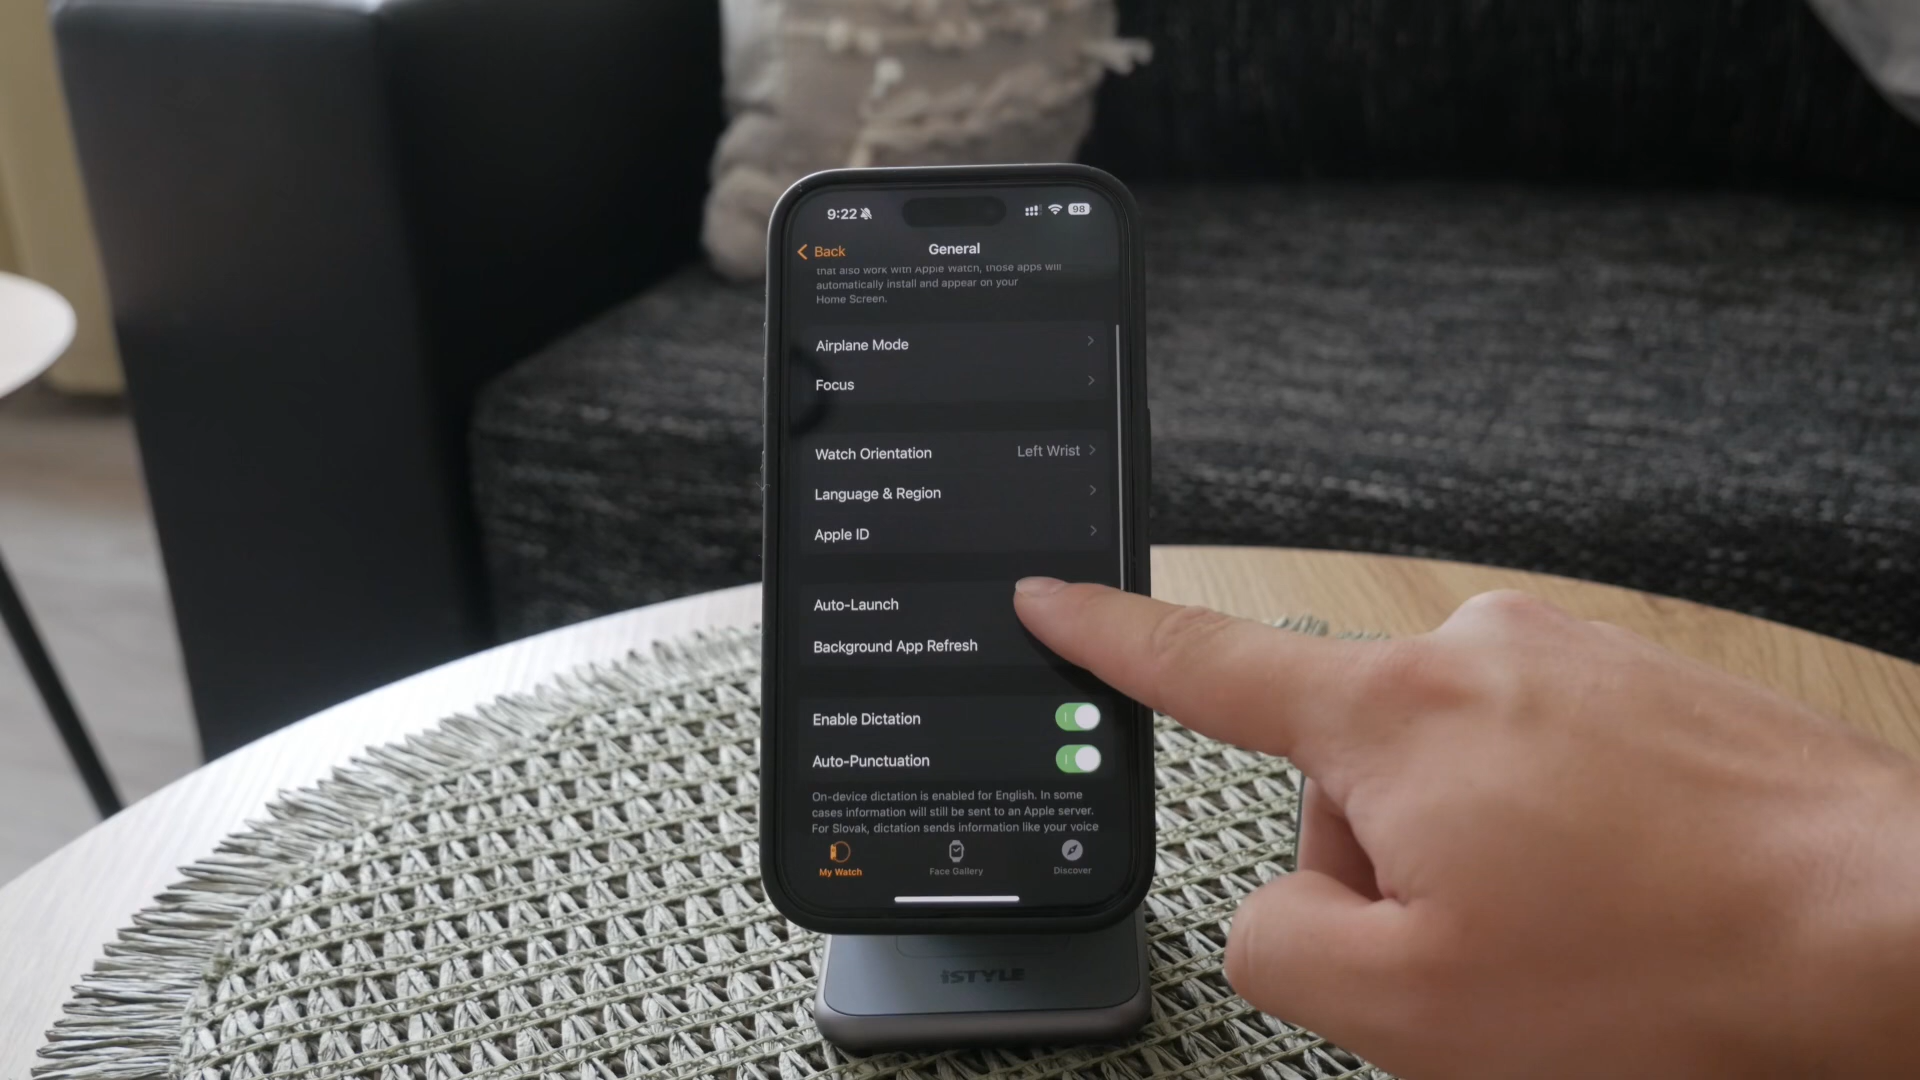 9:22
98
Back
General
that also work with Apple Watch, those apps will
automatically install and appear on your
Home Screen.
Airplane Mode
Focus
Watch Orientation Left Wrist
Language & Region
Apple ID
Auto-Launch
Background App Refresh
Enable Dictation
Auto-Punctuation
On-device dictation is enabled for English. In some
cases information will still be sent to an Apple server.
For Slovak, dictation sends information like your voice
My Watch
Face Gallery
Discover
iSTYLE